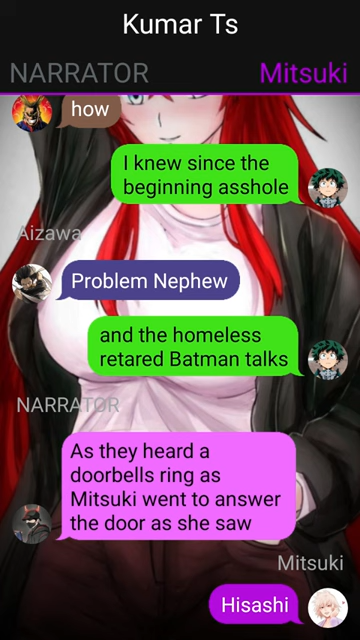 Kumar Ts
NARRATOR
Mitsuki
how
I knew since the
beginning asshole
Aizawa
Problem Nephew
and the homeless
retared Batman talks
NARRATOR
As they heard a
doorbells ring as
Mitsuki went to answer
the door as she saw
Mitsuki
Hisashi